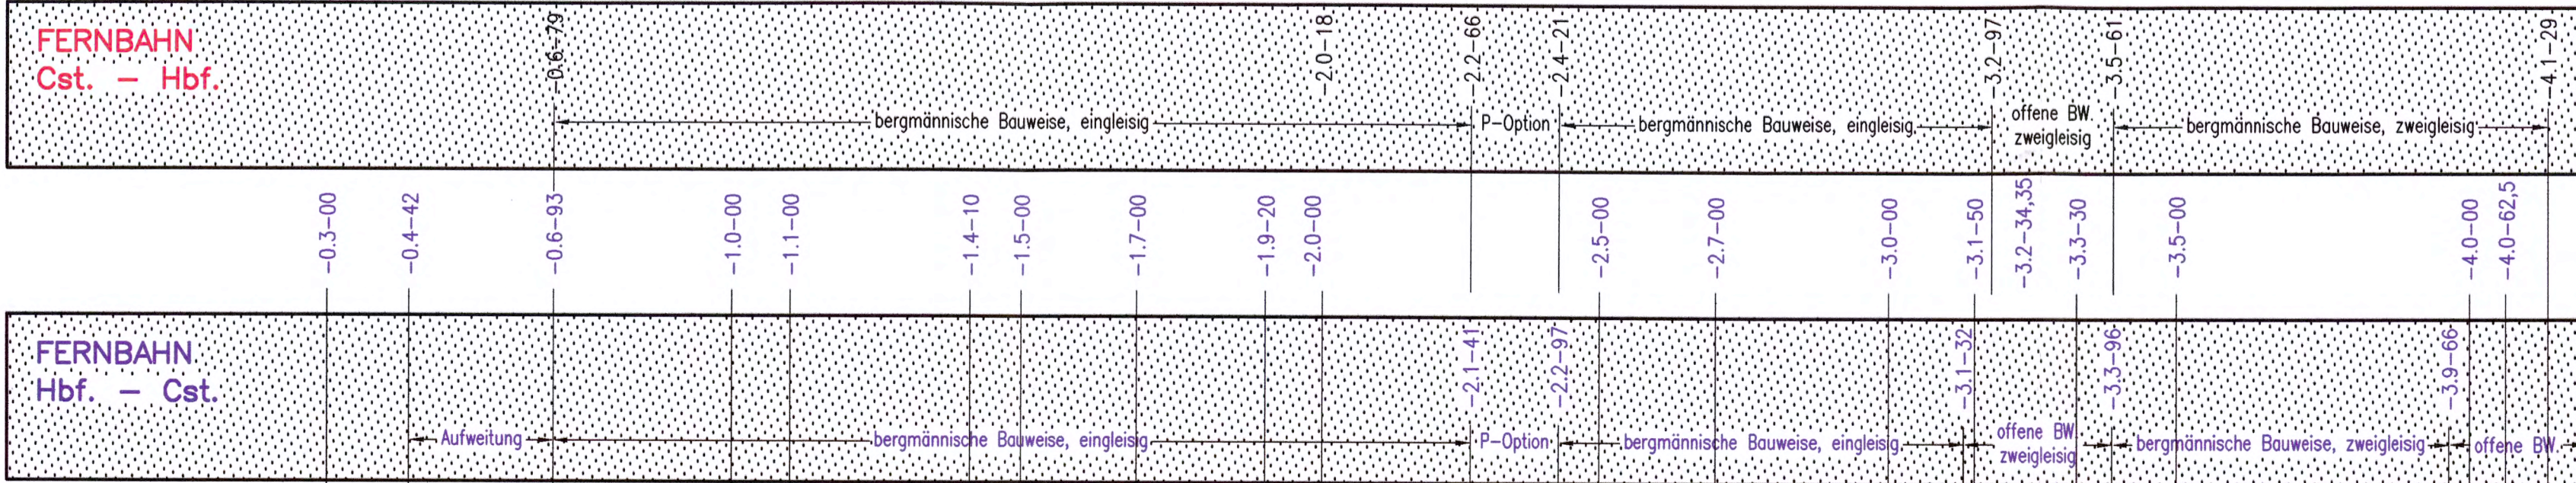 FERNBAHN
Cst. – Hbf.
-0.6-79
-2.0-18
-2.2-66
-2.4-21
-3.2-97
-3.5-61
-4.1-29
bergmännische Bauweise, eingleisig
P-Option
bergmännische Bauweise, eingleisig
offene BW.
zweigleisig
bergmännische Bauweise, zweigleisig
-0.3-00
-0.4-42
-0.6-93
-1.0-00
-1.1-00
-1.4-10
-1.5-00
-1.7-00
-1.9-20
-2.0-00
-2.5-00
-2.7-00
-3.0-00
-3.1-50
-3.2-34,35
-3.3-30
-3.5-00
-4.0-00
-4.0-62,5
FERNBAHN
Hbf. – Cst.
-2.1-41
-2.2-97
-3.1-32
-3.3-96
-3.9-66
Aufweitung
bergmännische Bauweise, eingleisig
P-Option
bergmännische Bauweise, eingleisig
offene BW
zweigleisig
bergmännische Bauweise, zweigleisig
offene BW.